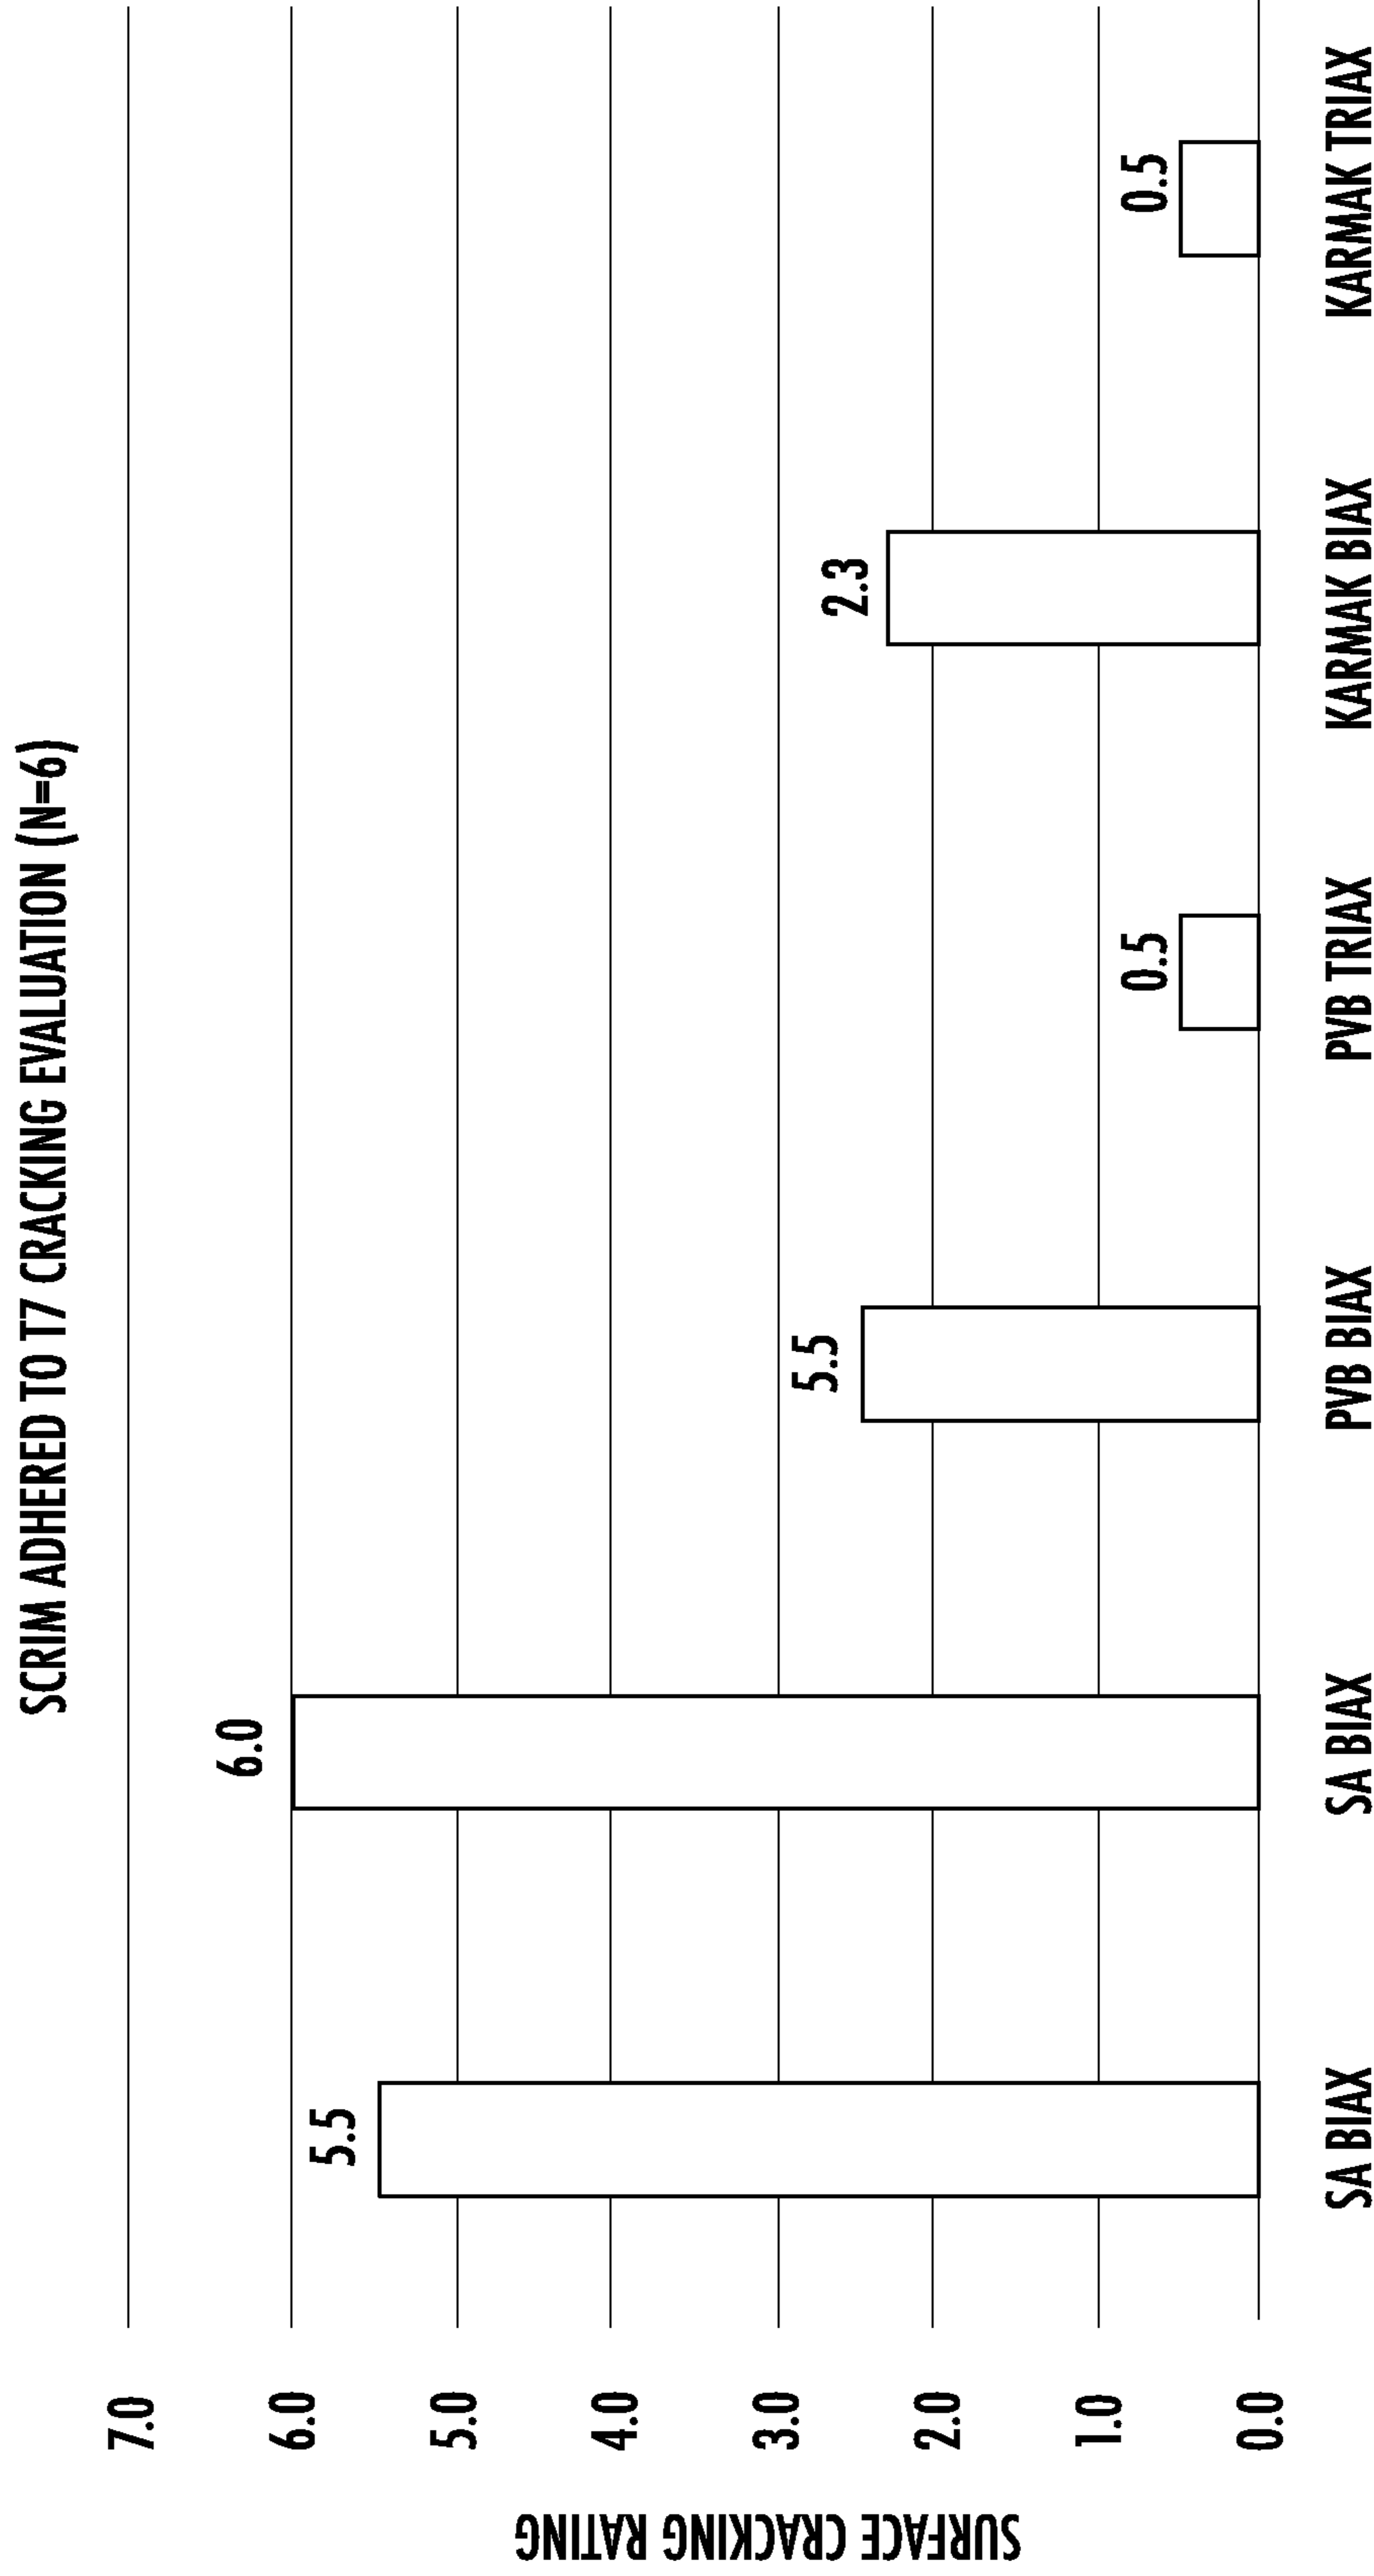 SCRIM ADHERED TO T7 CRACKING EVALUATION (N=6)
SURFACE CRACKING RATING
7.0
6.0
5.0
4.0
3.0
2.0
1.0
0.0
5.5
6.0
5.5
0.5
2.3
0.5
SA BIAX
SA BIAX
PVB BIAX
PVB TRIAX
KARMAK BIAX
KARMAK TRIAX